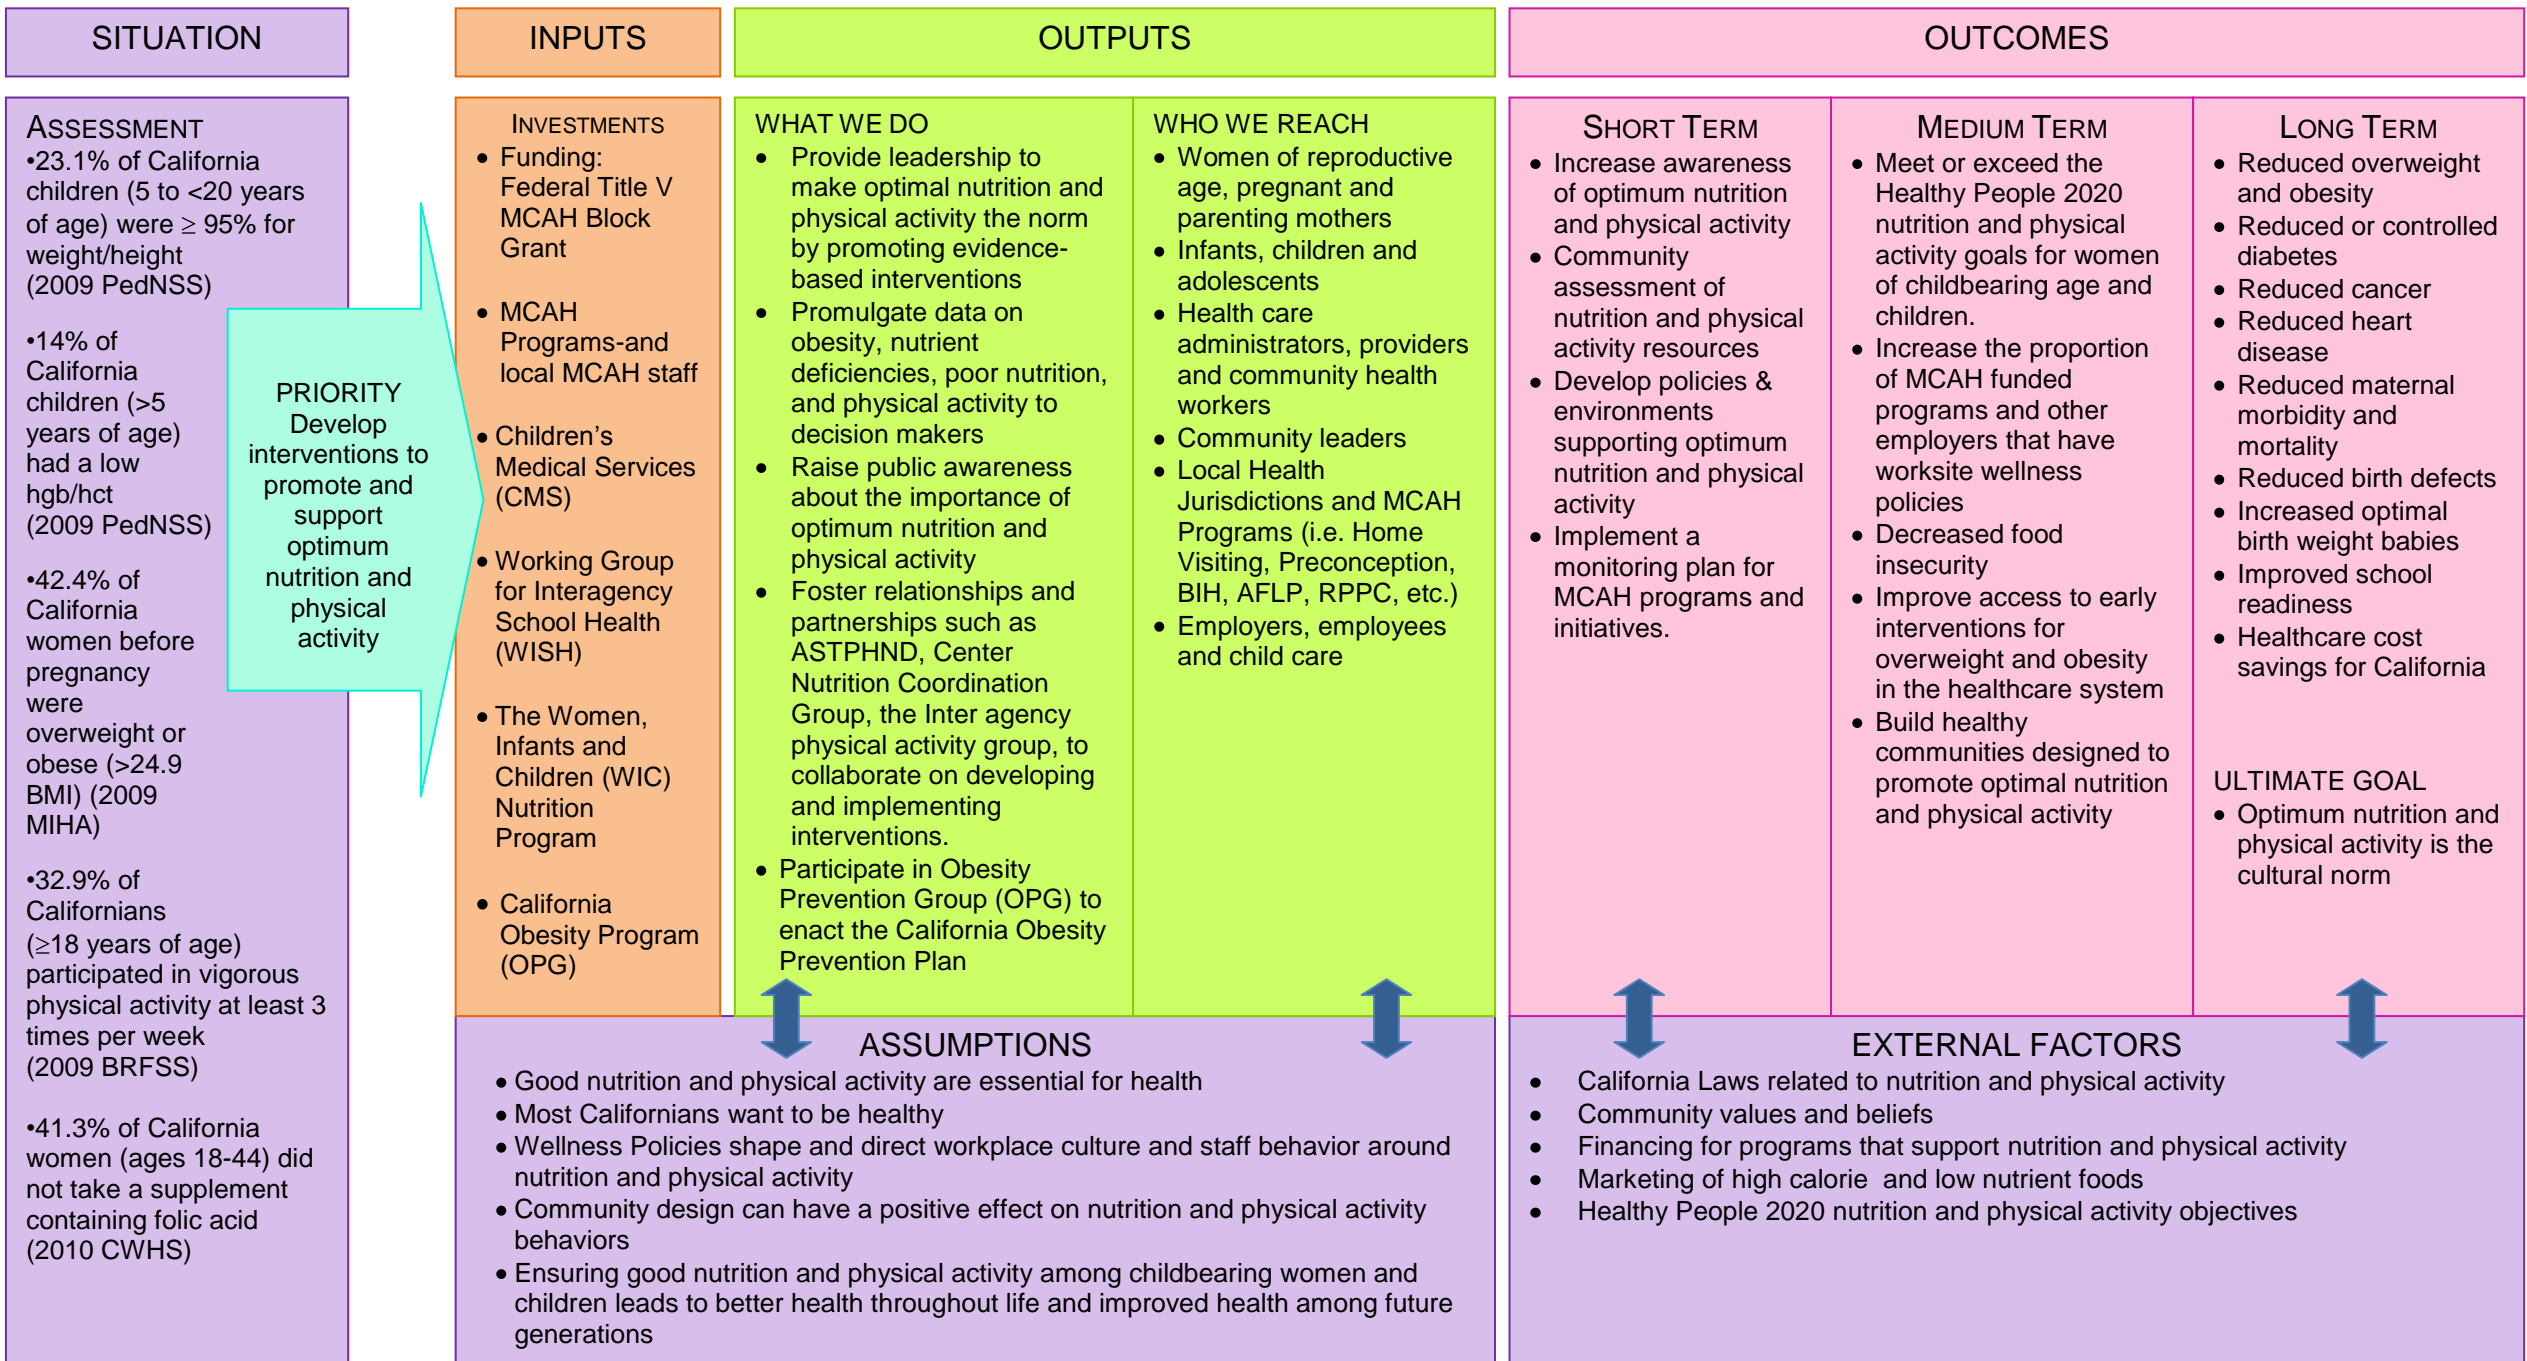 SITUATION
INPUTS
OUTPUTS
OUTCOMES
ASSESSMENT
•23.1% of California
children (5 to <20 years
of age) were ≥ 95% for
weight/height
(2009 PedNSS)
•14% of
California
children (>5
years of age)
had a low
hgb/hct
(2009 PedNSS)
•42.4% of
California
women before
pregnancy
were
overweight or
obese (>24.9
BMI) (2009
MIHA)
•32.9% of
Californians
(≥18 years of age)
participated in vigorous
physical activity at least 3
times per week
(2009 BRFSS)
•41.3% of California
women (ages 18-44) did
not take a supplement
containing folic acid
(2010 CWHS)
PRIORITY
Develop
interventions to
promote and
support
optimum
nutrition and
physical
activity
INVESTMENTS
• Funding:
Federal Title V
MCAH Block
Grant
• MCAH
Programs-and
local MCAH staff
• Children's
Medical Services
(CMS)
• Working Group
for Interagency
School Health
(WISH)
• The Women,
Infants and
Children (WIC)
Nutrition
Program
• California
Obesity Program
(OPG)
WHAT WE DO
• Provide leadership to
make optimal nutrition and
physical activity the norm
by promoting evidence-
based interventions
• Promulgate data on
obesity, nutrient
deficiencies, poor nutrition,
and physical activity to
decision makers
• Raise public awareness
about the importance of
optimum nutrition and
physical activity
• Foster relationships and
partnerships such as
ASTPHND, Center
Nutrition Coordination
Group, the Inter agency
physical activity group, to
collaborate on developing
and implementing
interventions.
• Participate in Obesity
Prevention Group (OPG) to
enact the California Obesity
Prevention Plan
WHO WE REACH
• Women of reproductive
age, pregnant and
parenting mothers
• Infants, children and
adolescents
• Health care
administrators, providers
and community health
workers
• Community leaders
• Local Health
Jurisdictions and MCAH
Programs (i.e. Home
Visiting, Preconception,
BIH, AFLP, RPPC, etc.)
• Employers, employees
and child care
SHORT TERM
• Increase awareness
of optimum nutrition
and physical activity
• Community
assessment of
nutrition and physical
activity resources
• Develop policies &
environments
supporting optimum
nutrition and physical
activity
• Implement a
monitoring plan for
MCAH programs and
initiatives.
MEDIUM TERM
• Meet or exceed the
Healthy People 2020
nutrition and physical
activity goals for women
of childbearing age and
children.
• Increase the proportion
of MCAH funded
programs and other
employers that have
worksite wellness
policies
• Decreased food
insecurity
• Improve access to early
interventions for
overweight and obesity
in the healthcare system
• Build healthy
communities designed to
promote optimal nutrition
and physical activity
LONG TERM
• Reduced overweight
and obesity
• Reduced or controlled
diabetes
• Reduced cancer
• Reduced heart
disease
• Reduced maternal
morbidity and
mortality
• Reduced birth defects
• Increased optimal
birth weight babies
• Improved school
readiness
• Healthcare cost
savings for California
ULTIMATE GOAL
• Optimum nutrition and
physical activity is the
cultural norm
ASSUMPTIONS
• Good nutrition and physical activity are essential for health
• Most Californians want to be healthy
• Wellness Policies shape and direct workplace culture and staff behavior around
nutrition and physical activity
• Community design can have a positive effect on nutrition and physical activity
behaviors
• Ensuring good nutrition and physical activity among childbearing women and
children leads to better health throughout life and improved health among future
generations
EXTERNAL FACTORS
• California Laws related to nutrition and physical activity
• Community values and beliefs
• Financing for programs that support nutrition and physical activity
• Marketing of high calorie and low nutrient foods
• Healthy People 2020 nutrition and physical activity objectives